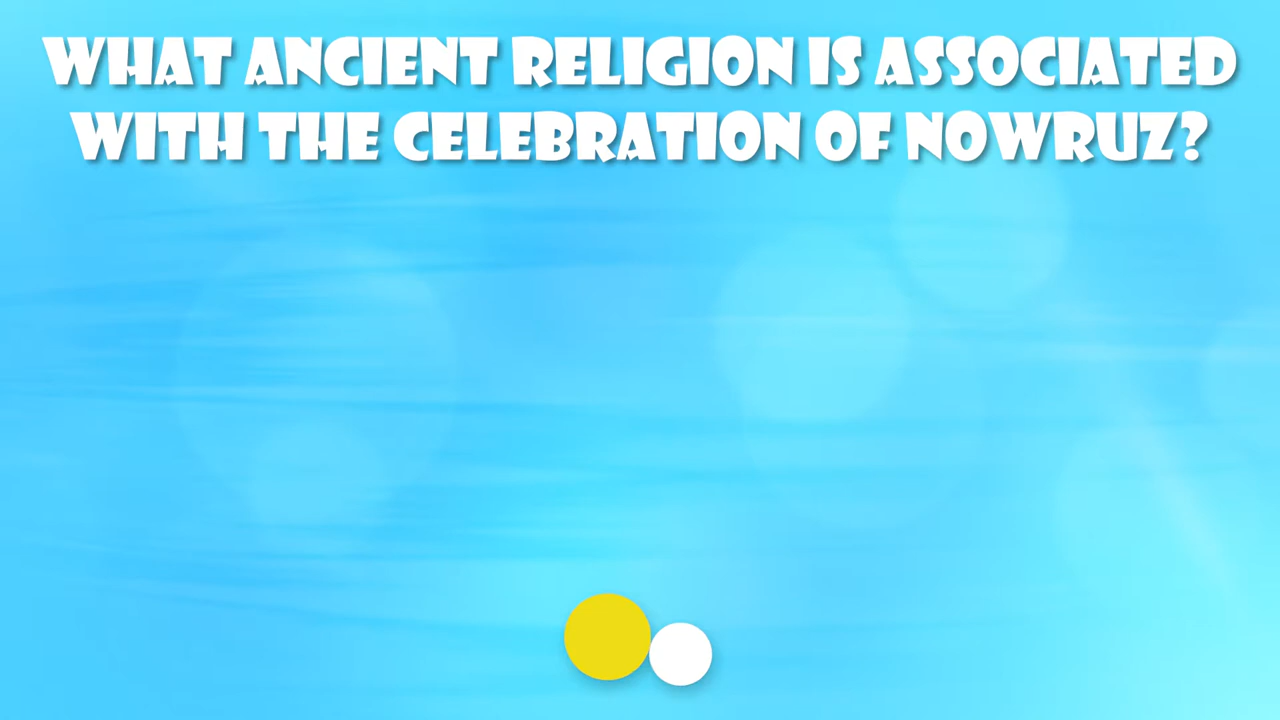 WHAT ANCIENT RELIGION IS ASSOCIATED
WITH THE CELEBRATION OF NOWRUZ?